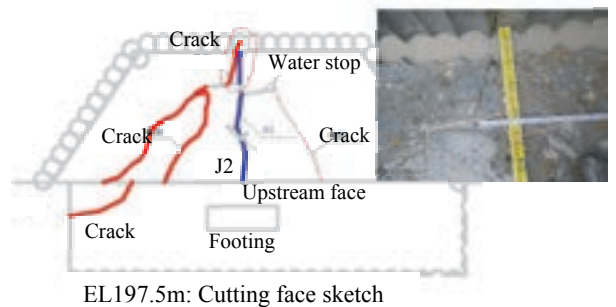 Crack
Water stop
Crack
Crack
J2
Upstream face
Crack
Footing
EL197.5m: Cutting face sketch